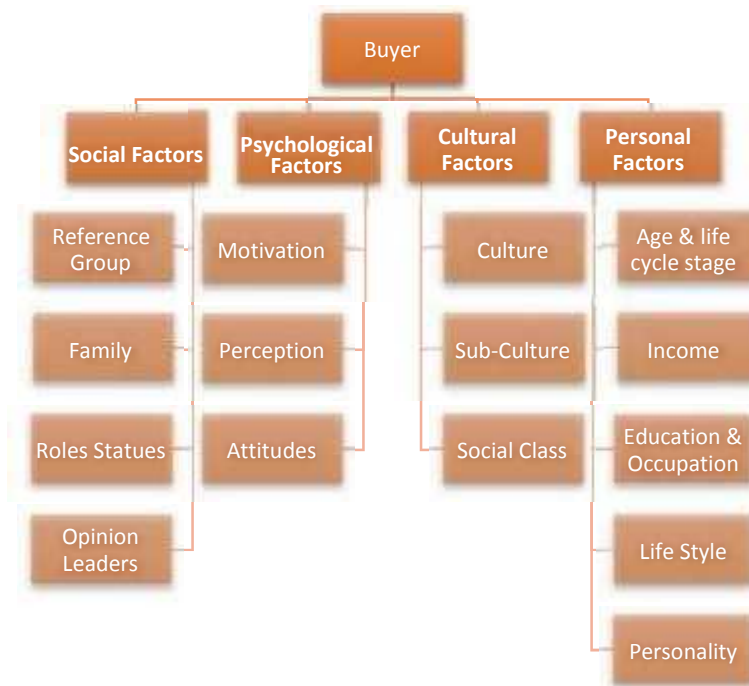 Buyer
Social Factors
Psychological
Factors
Cultural
Factors
Personal
Factors
Reference
Group
Family
Roles Statues
Opinion
Leaders
Motivation
Perception
Attitudes
Culture
Sub-Culture
Social Class
Age & life
cycle stage
Income
Education &
Occupation
Life Style
Personality